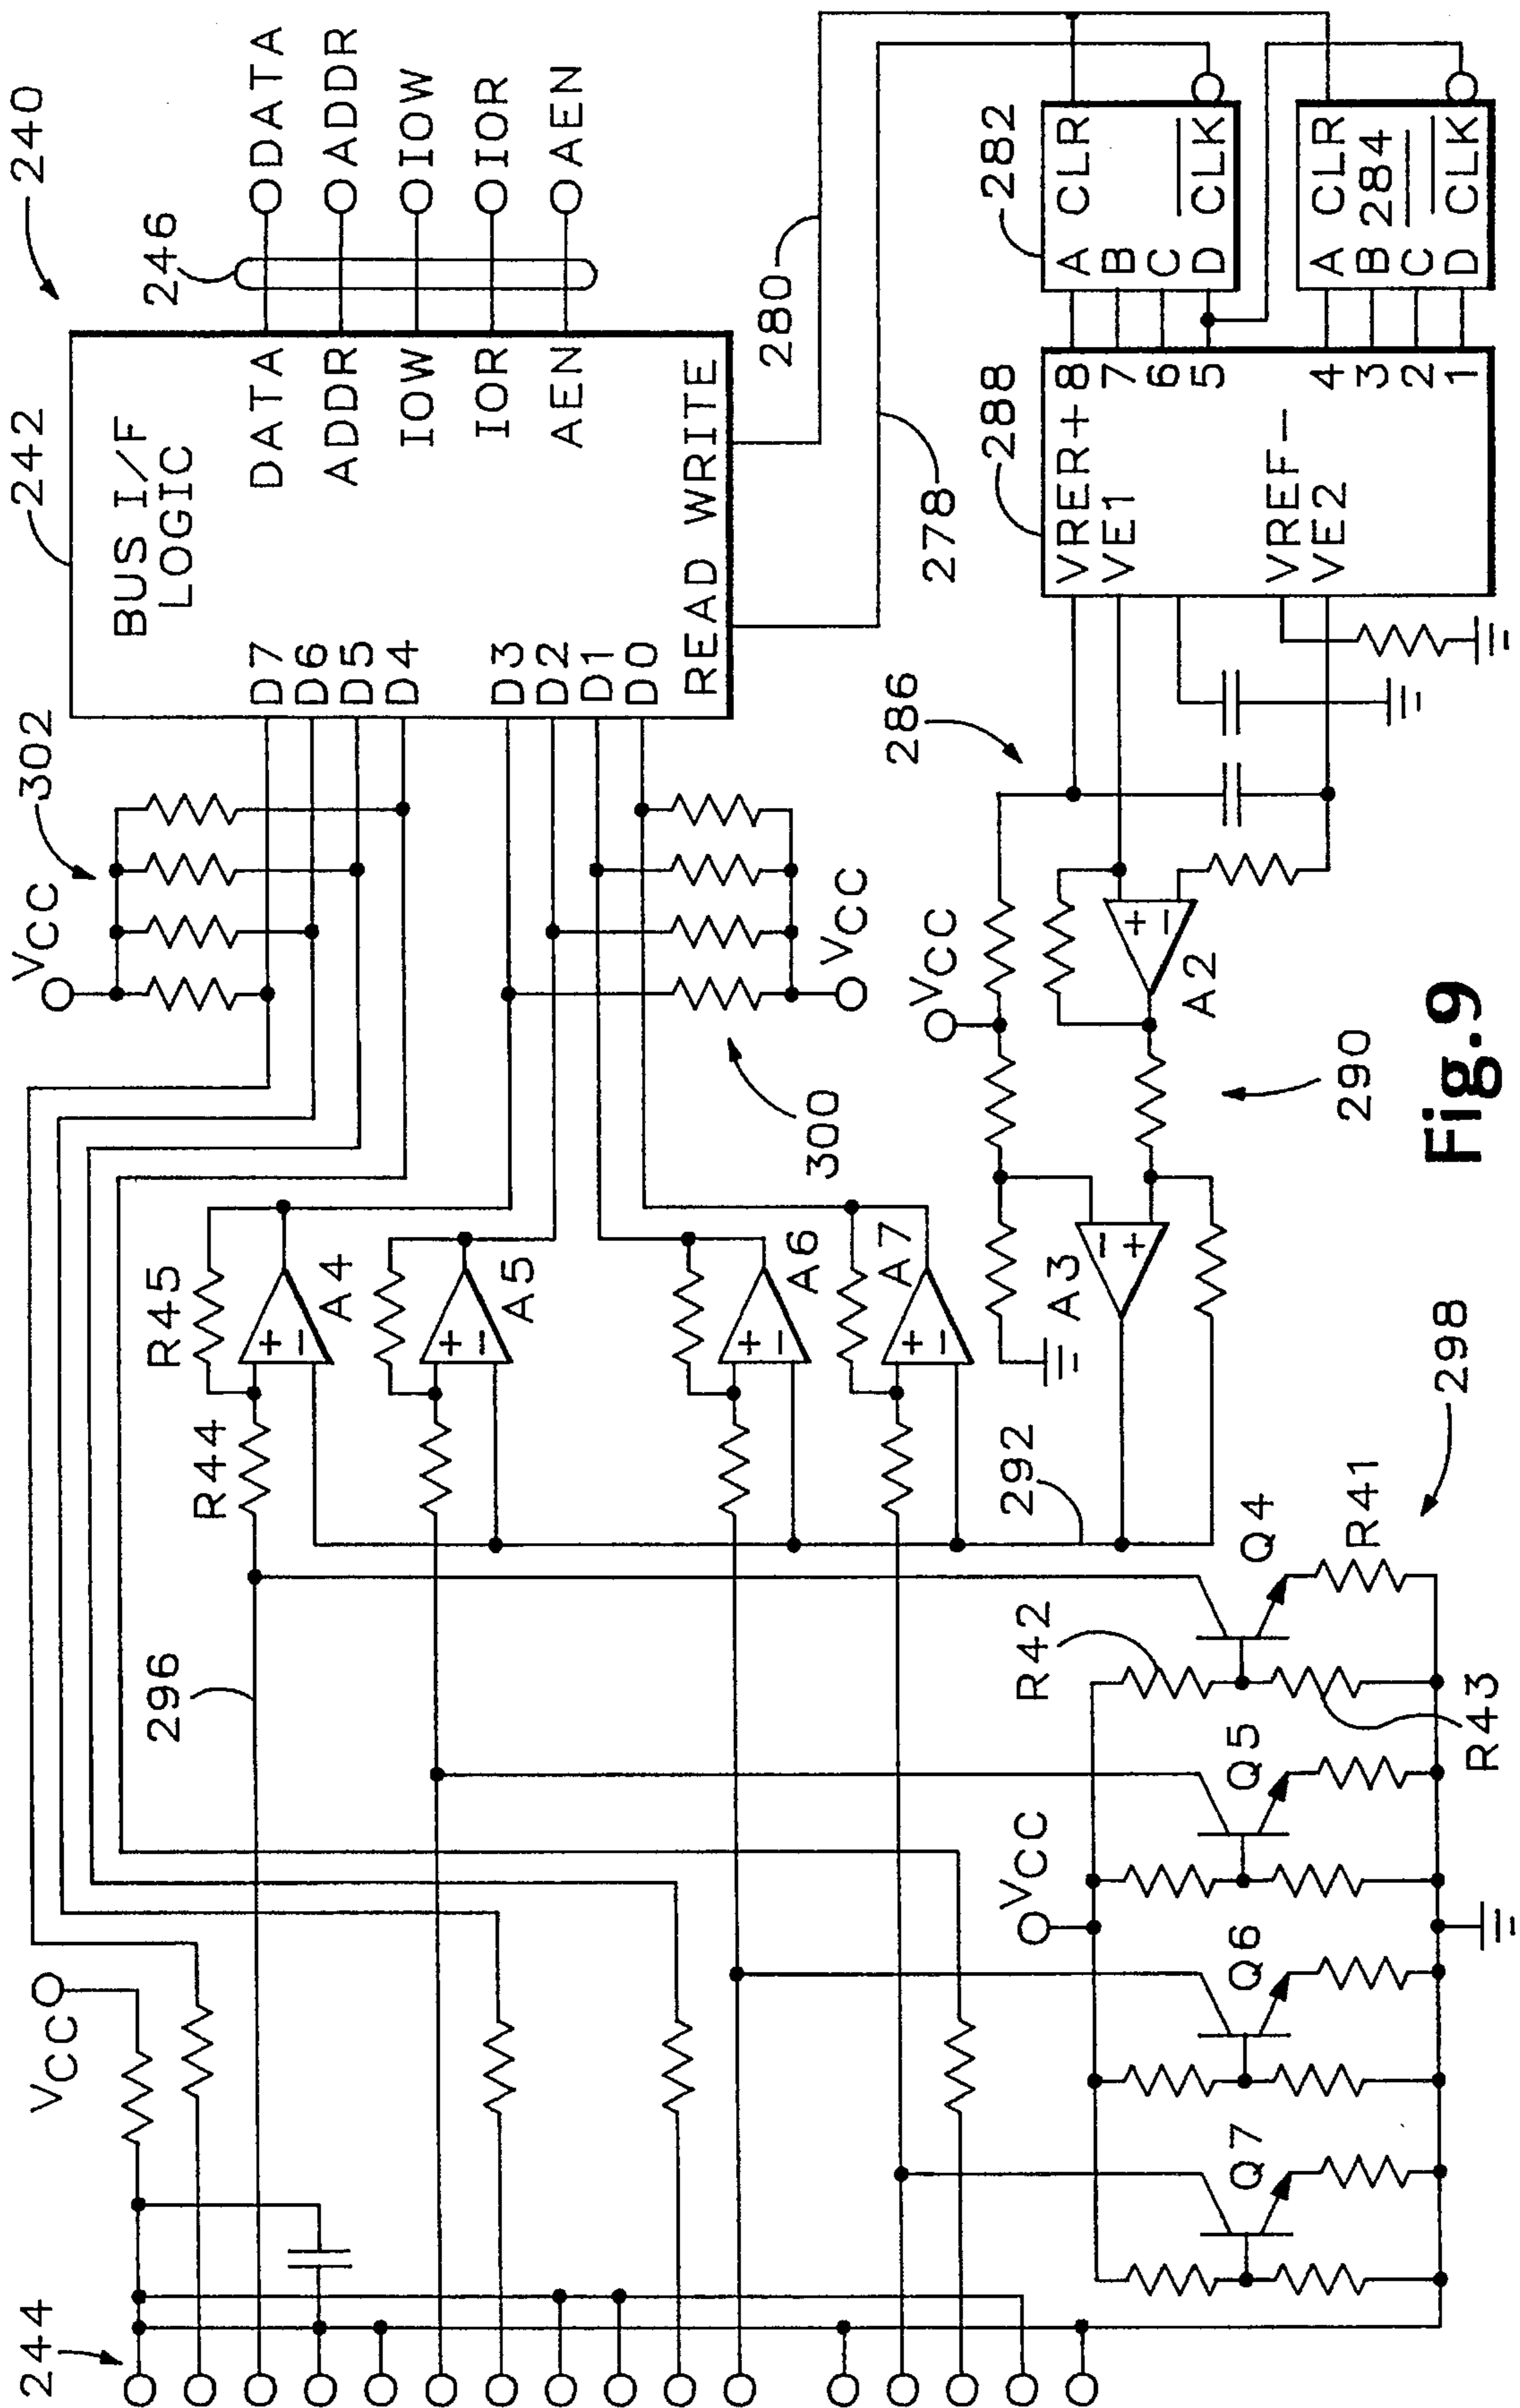 240
242
BUS I/F
LOGIC
DATA
ADDR
IOW
IOR
AEN
246
DATA
ADDR
IOW
IOR
AEN
D7
D6
D5
D4
D3
D2
D1
D0
READ WRITE
302
VCC
VCC
300
280
278
282
A CLR
B
C
D CLK
A CLR
B 284
C
D CLK
288
VRER+8
VE1 7
6
5
VREF-
VE2
4
3
2
1
286
VCC
A2
290
A3
292
R45
R44
A4
A5
A6
A7
296
VCC
244
VCC
R42
Q4
R41
R43
Q5
Q6
Q7
298
Fig.9